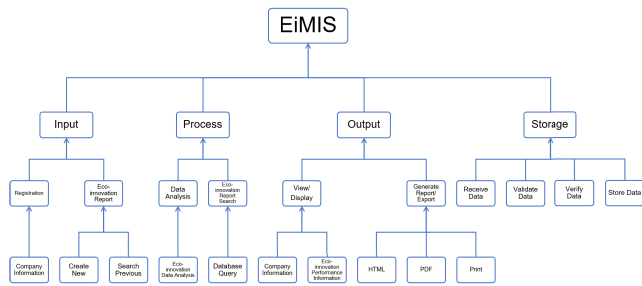 EiMIS
Input
Process
Output
Storage
Registration
Eco-
innovation
Report
Data
Analysis
Eco-
innovation
Report
Search
View/
Display
Generate
Report/
Export
Receive
Data
Validate
Data
Verify
Data
Store Data
Company
Information
Create
New
Search
Previous
Eco-innovation
Data Analysis
Database
Query
Company
Information
Eco-
innovation
Performance
Information
HTML
PDF
Print